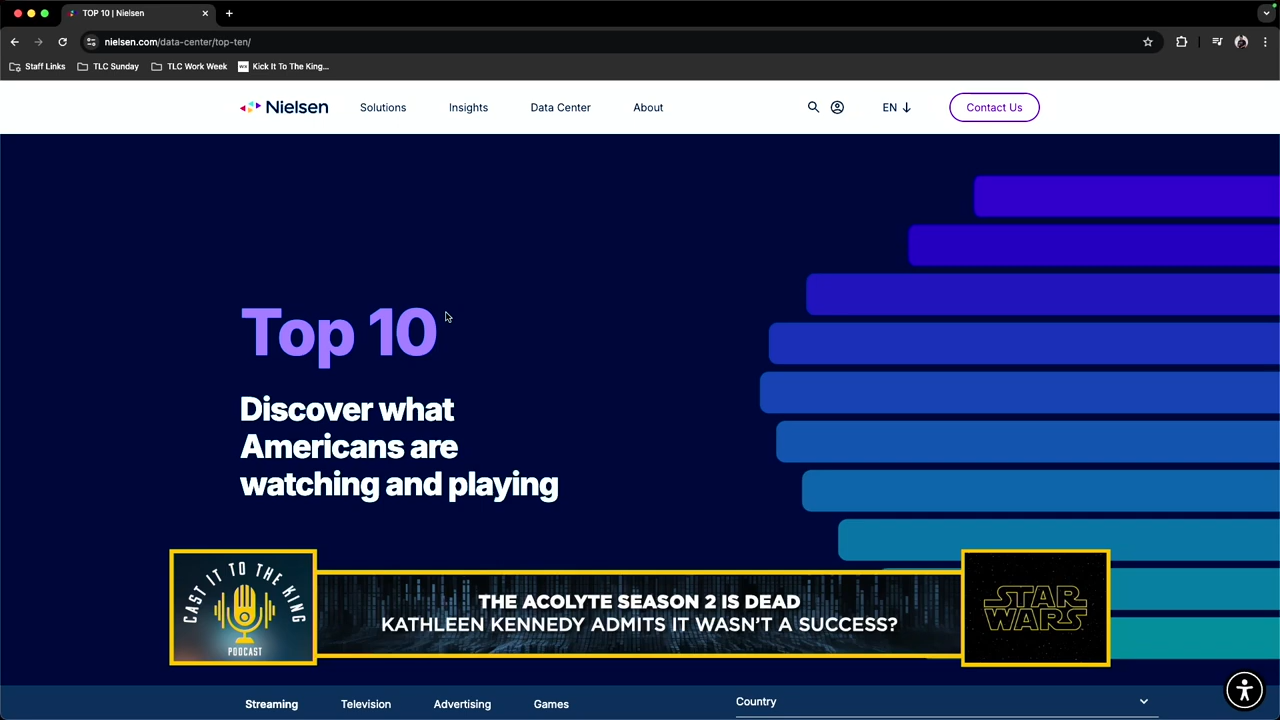 TOP 10 | Nielsen
nielsen.com/data-center/top-ten/
Staff Links
TLC Sunday
TLC Work Week
Kick It To The King...
Nielsen
Solutions
Insights
Data Center
About
EN
Contact Us
Top 10
Discover what
Americans are
watching and playing
CAST IT TO THE KING
PODCAST
THE ACOLYTE SEASON 2 IS DEAD
KATHLEEN KENNEDY ADMITS IT WASN'T A SUCCESS?
STAR
WARS
Streaming
Television
Advertising
Games
Country